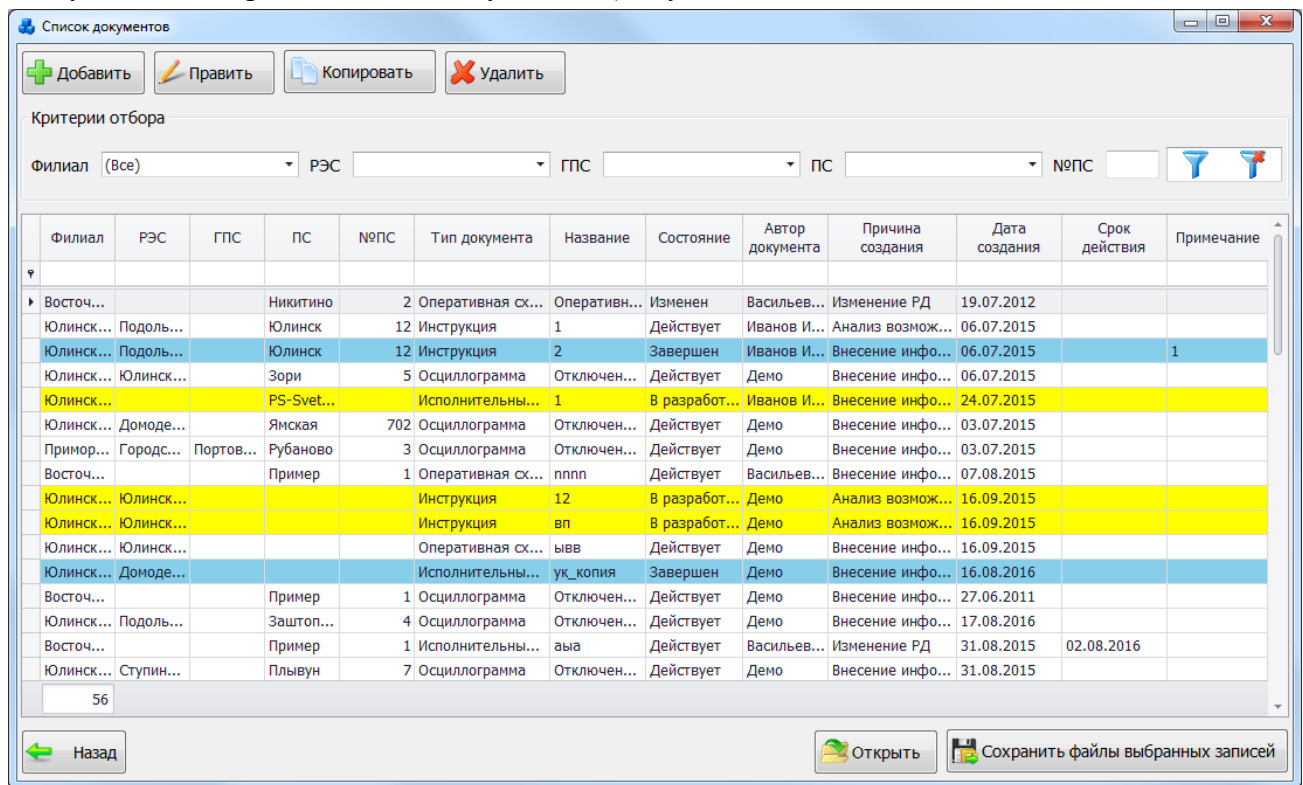 Список документов
Добавить Править Копировать Удалить
Критерии отбора
Филиал (Все) РЭС ГПС ПС №ПС
Филиал РЭС ГПС ПС №ПС Тип документа Название Состояние Автор документа Причина создания Дата создания Срок действия Примечание
Восточ... Никитино 2 Оперативная сх... Оперативн... Изменен Васильев... Изменение РД 19.07.2012
Юлинск... Подоль... Юлинск 12 Инструкция 1 Действует Иванов И... Анализ возмож... 06.07.2015
Юлинск... Подоль... Юлинск 12 Инструкция 2 Завершен Иванов И... Внесение инфо... 06.07.2015 1
Юлинск... Юлинск... Зори 5 Осциллограмма Отключен... Действует Демо Внесение инфо... 06.07.2015
Юлинск... PS-Svet... Исполнительны... 1 В разработ... Иванов И... Внесение инфо... 24.07.2015
Юлинск... Домоде... Ямская 702 Осциллограмма Отключен... Действует Демо Внесение инфо... 03.07.2015
Примор... Городс... Портов... Рубаново 3 Осциллограмма Отключен... Действует Демо Внесение инфо... 03.07.2015
Восточ... Пример 1 Оперативная сх... nnnn Действует Васильев... Внесение инфо... 07.08.2015
Юлинск... Юлинск... Инструкция 12 В разработ... Демо Анализ возмож... 16.09.2015
Юлинск... Юлинск... Инструкция вп В разработ... Демо Анализ возмож... 16.09.2015
Юлинск... Юлинск... Оперативная сх... ывв Действует Демо Внесение инфо... 16.09.2015
Юлинск... Домоде... Исполнительны... ук_копия Завершен Демо Внесение инфо... 16.08.2016
Восточ... Пример 1 Осциллограмма Отключен... Действует Демо Внесение инфо... 27.06.2011
Юлинск... Подоль... Заштоп... 4 Осциллограмма Отключен... Действует Демо Внесение инфо... 17.08.2016
Восточ... Пример 1 Исполнительны... аыа Действует Васильев... Изменение РД 31.08.2015 02.08.2016
Юлинск... Ступин... Плывун 7 Осциллограмма Отключен... Действует Демо Внесение инфо... 31.08.2015
56
Назад Открыть Сохранить файлы выбранных записей